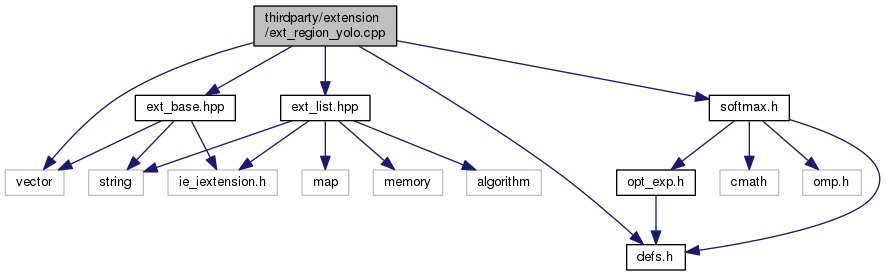 thirdparty/extension
/ext_region_yolo.cpp
ext_base.hpp
ext_list.hpp
softmax.h
vector
string
ie_iextension.h
map
memory
algorithm
opt_exp.h
cmath
omp.h
defs.h